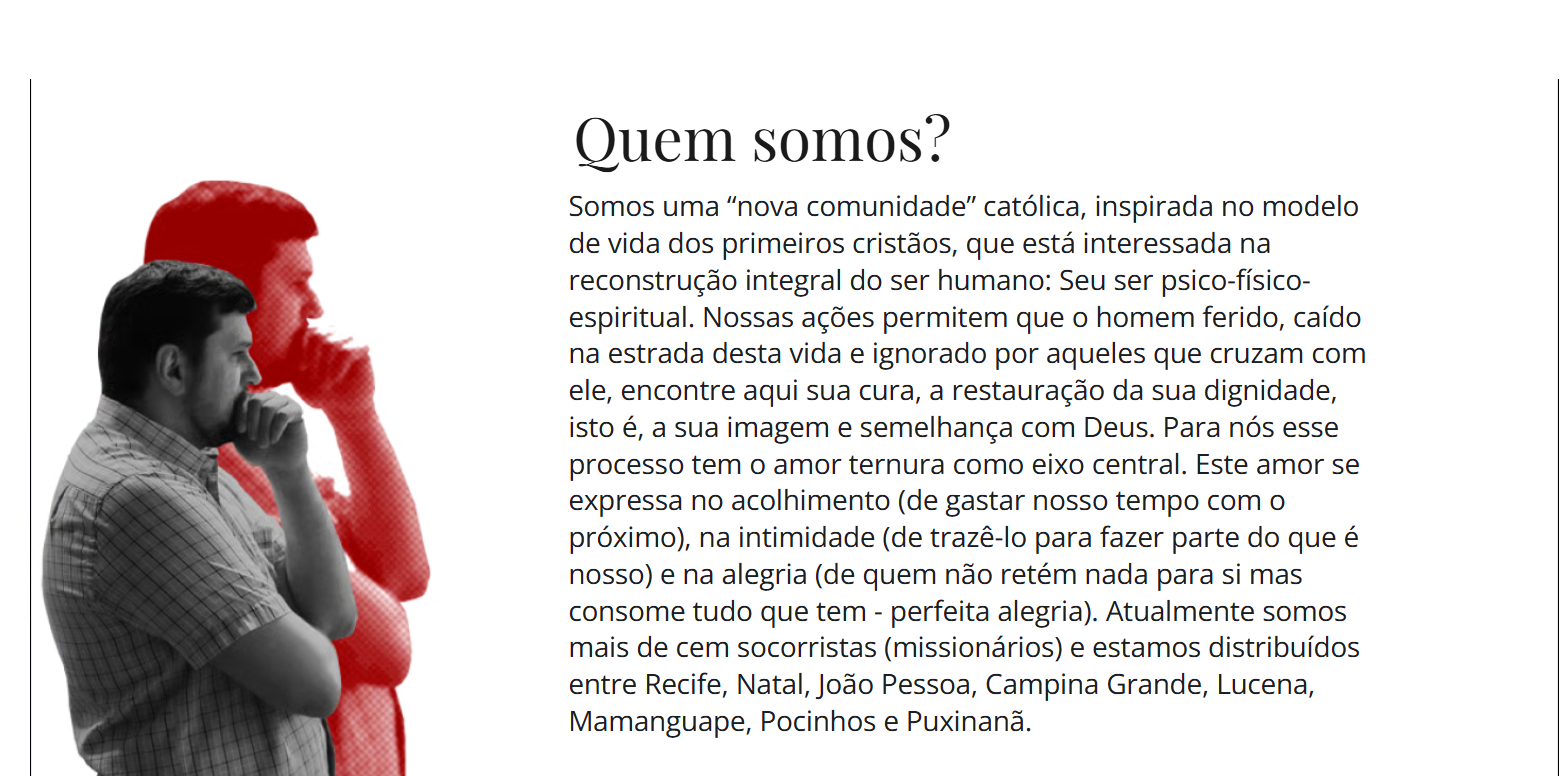 Quem somos?
Somos uma “nova comunidade” católica, inspirada no modelo
de vida dos primeiros cristãos, que está interessada na
reconstrução integral do ser humano: Seu ser psico-físico-
espiritual. Nossas ações permitem que o homem ferido, caído
na estrada desta vida e ignorado por aqueles que cruzam com
ele, encontre aqui sua cura, a restauração da sua dignidade,
isto é, a sua imagem e semelhança com Deus. Para nós esse
processo tem o amor ternura como eixo central. Este amor se
expressa no acolhimento (de gastar nosso tempo com o
próximo), na intimidade (de trazê-lo para fazer parte do que é
nosso) e na alegria (de quem não retém nada para si mas
consome tudo que tem - perfeita alegria). Atualmente somos
mais de cem socorristas (missionários) e estamos distribuídos
entre Recife, Natal, João Pessoa, Campina Grande, Lucena,
Mamanguape, Pocinhos e Puxinanã.